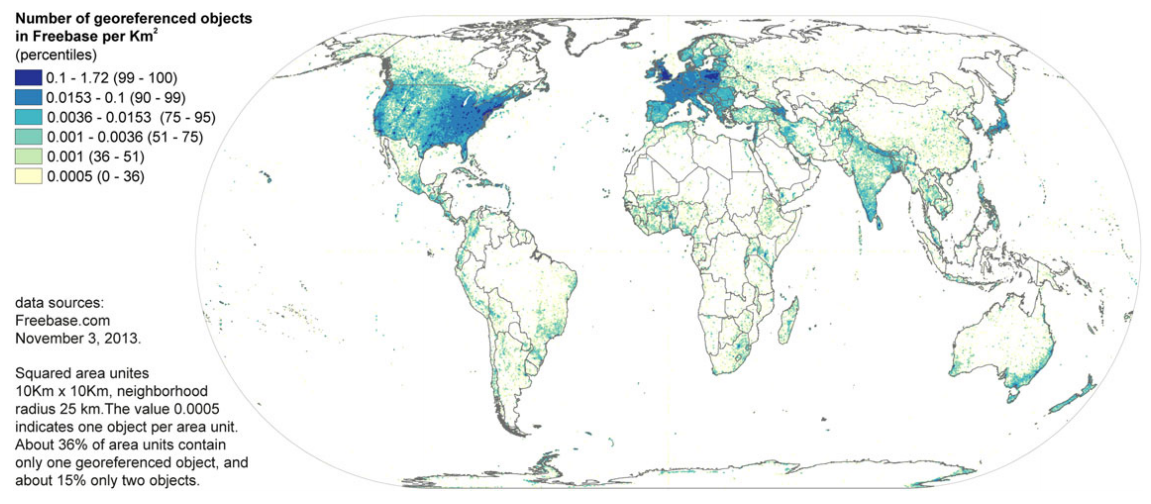 Number of georeferenced objects
in Freebase per Km²
(percentiles)
0.1 - 1.72 (99 - 100)
0.0153 - 0.1 (90 - 99)
0.0036 - 0.0153 (75 - 95)
0.001 - 0.0036 (51 - 75)
0.001 (36 - 51)
0.0005 (0 - 36)
data sources:
Freebase.com
November 3, 2013.
Squared area unites
10Km x 10Km, neighborhood
radius 25 km.The value 0.0005
indicates one object per area unit.
About 36% of area units contain
only one georeferenced object, and
about 15% only two objects.